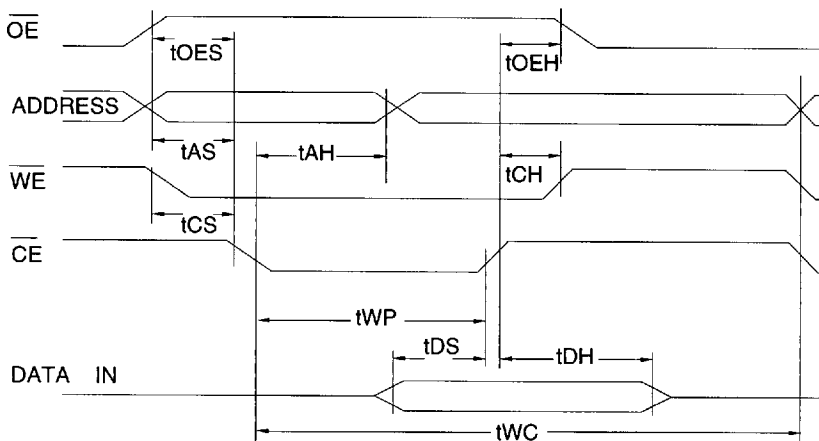 OE
tOES
tOEH
ADDRESS
tAS
tAH
WE
tCH
tCS
CE
tWP
tDS
tDH
DATA IN
tWC